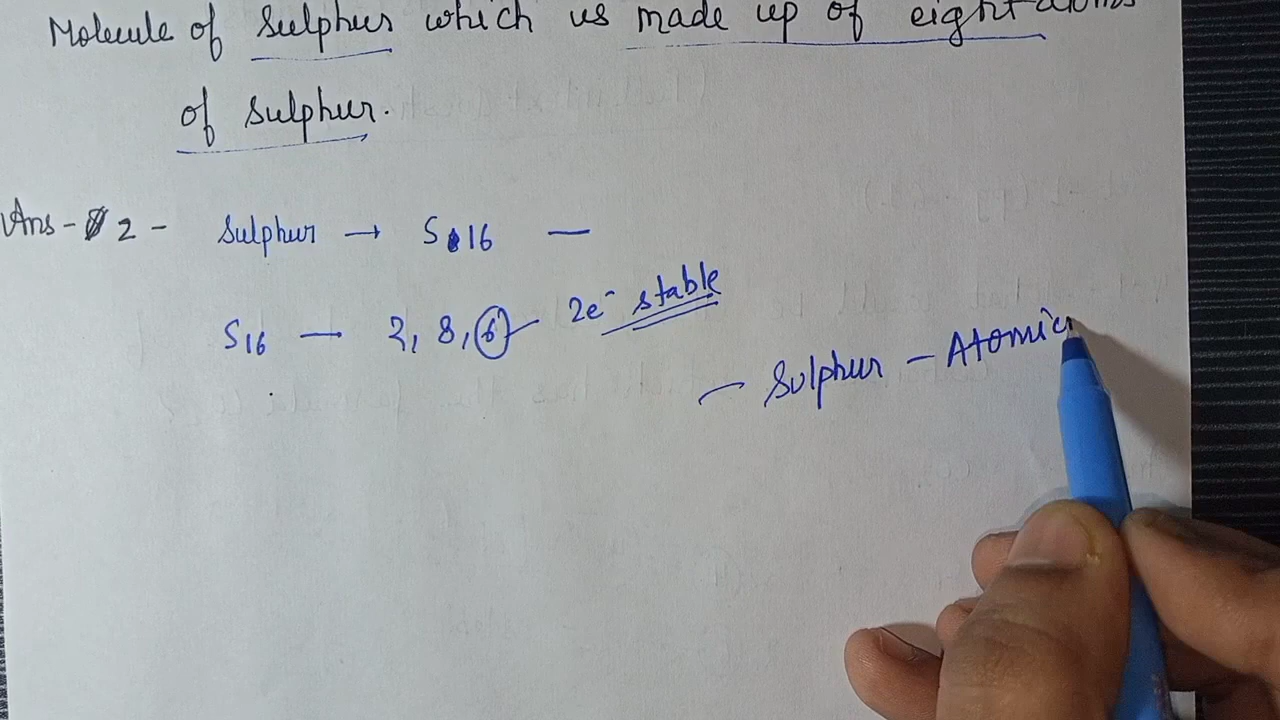 Molecule of Sulphur which is made up of eight atoms
of Sulphur.
Ans - 2 - Sulphur → S 16 —
S16 — 2, 8, 6 2e⁻ stable
— Sulphur - Atomic